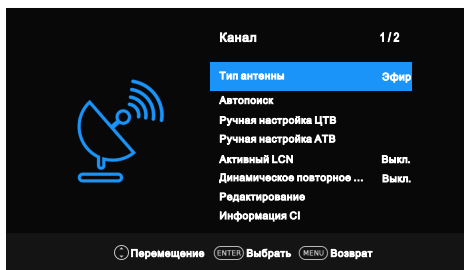 Канал 1/2
Тип антенны Эфир
Автопоиск
Ручная настройка ЦТВ
Ручная настройка АТВ
Активный LCN Выкл.
Динамическое повторное ... Выкл.
Редактирование
Информация CI
Перемещение ENTER Выбрать MENU Возврат